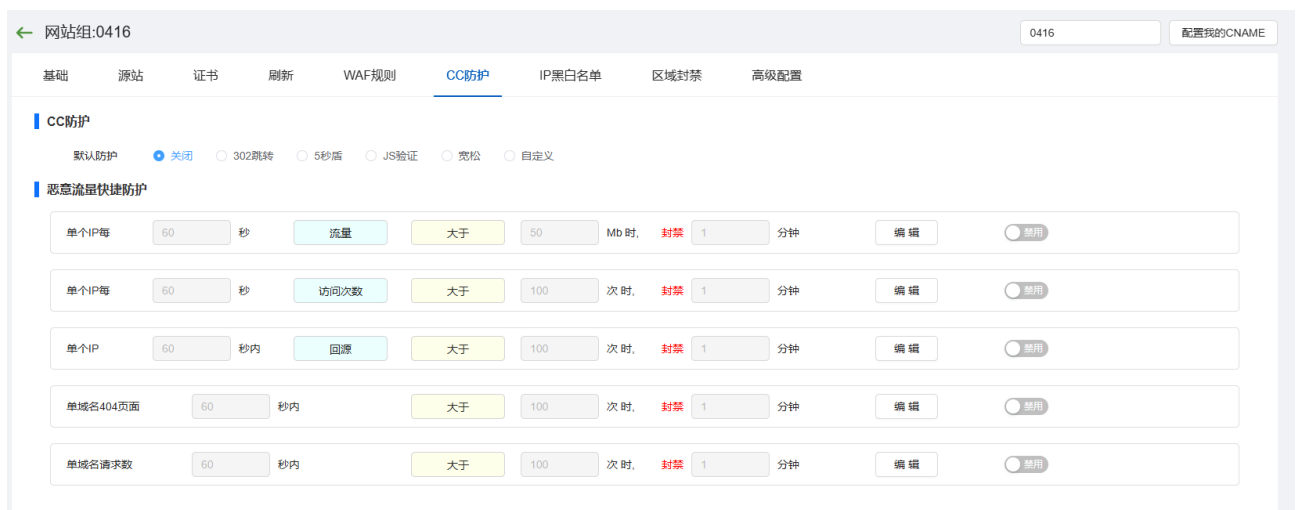 网站组:0416 0416 配置我的CNAME
基础 源站 证书 刷新 WAF规则 CC防护 IP黑白名单 区域封禁 高级配置
CC防护
默认防护 关闭 302跳转 5秒盾 JS验证 宽松 自定义
恶意流量快捷防护
单个IP每 60 秒 流量 大于 50 Mb 时, 封禁 1 分钟 编 辑 禁用
单个IP每 60 秒 访问次数 大于 100 次 时, 封禁 1 分钟 编 辑 禁用
单个IP 60 秒内 回源 大于 100 次 时, 封禁 1 分钟 编 辑 禁用
单域名404页面 60 秒内 大于 100 次 时, 封禁 1 分钟 编 辑 禁用
单域名请求数 60 秒内 大于 100 次 时, 封禁 1 分钟 编 辑 禁用